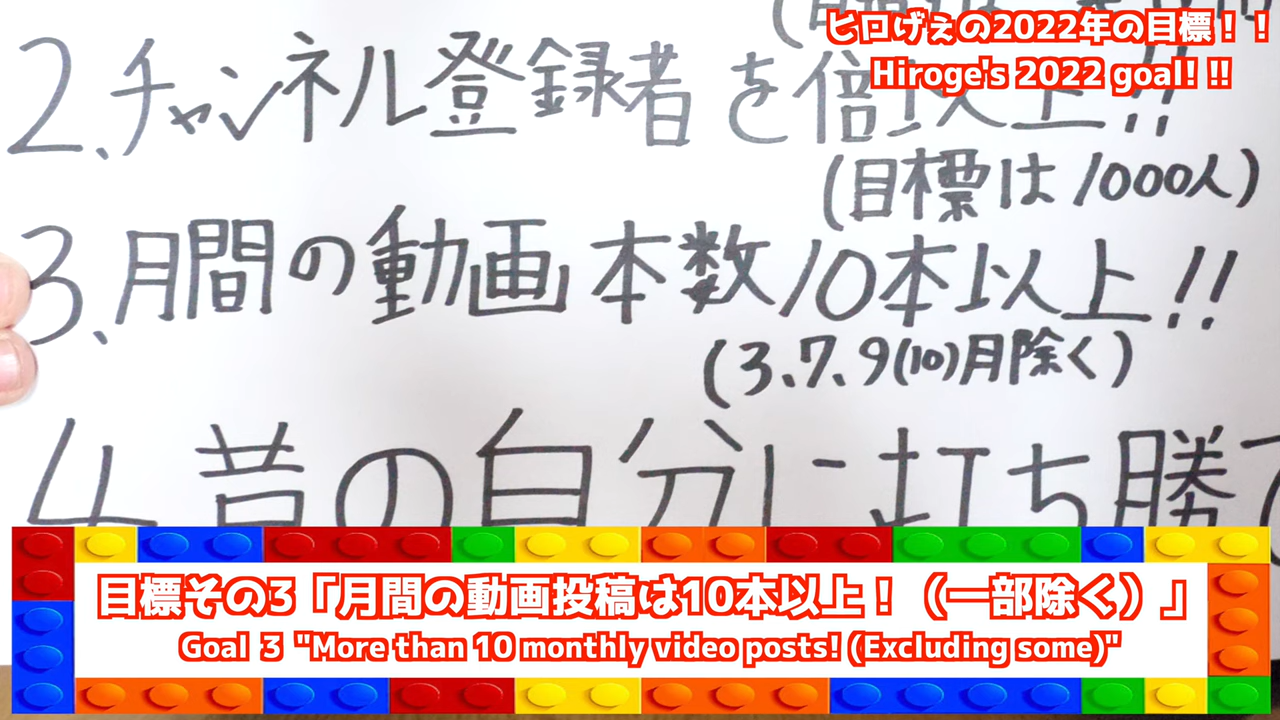 ヒロげぇの2022年の目標！！
Hiroge's 2022 goal! !!
2、チャンネル登録者を倍以上!!
(目標は1000人)
3、月間の動画本数10本以上!!
(3、7、9(10)月除く)
4、昔の自分に打ち勝て
目標その3「月間の動画投稿は10本以上！（一部除く）」
Goal 3 "More than 10 monthly video posts! (Excluding some)"